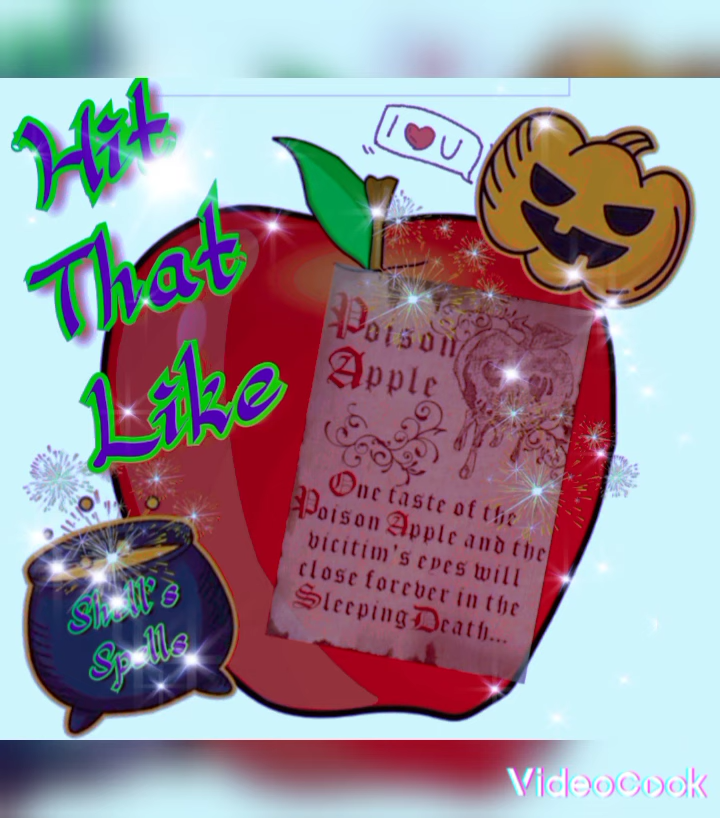 Hit
That
Like
I ❤ U
Poison
Apple
One taste of the
Poison Apple and the
vicitim's eyes will
close forever in the
Sleeping Death...
Shell's
Spells
VideoCook